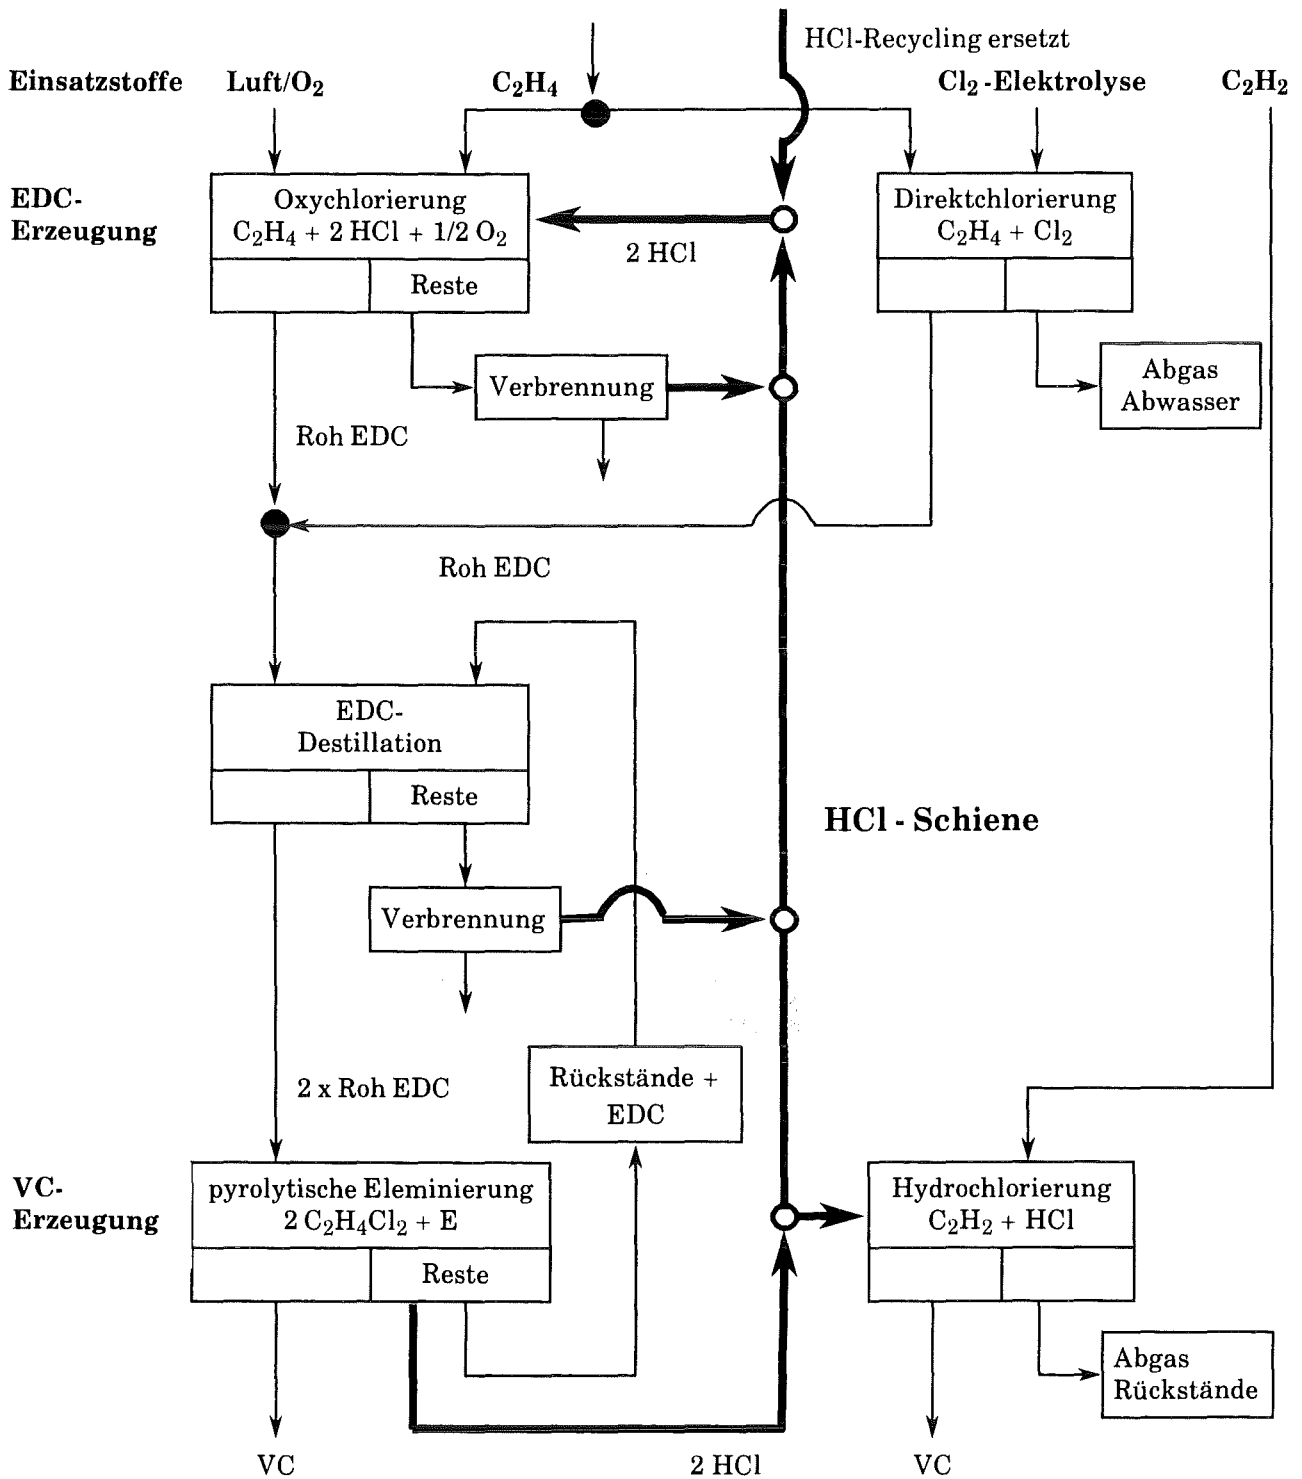 HCl-Recycling ersetzt
Einsatzstoffe
Luft/O₂
C₂H₄
Cl₂-Elektrolyse
C₂H₂
EDC-
Erzeugung
Oxychlorierung
C₂H₄ + 2 HCl + 1/2 O₂
Reste
2 HCl
Direktchlorierung
C₂H₄ + Cl₂
Verbrennung
Abgas
Abwasser
Roh EDC
Roh EDC
EDC-
Destillation
Reste
HCl - Schiene
Verbrennung
2 x Roh EDC
Rückstände +
EDC
VC-
Erzeugung
pyrolytische Eleminierung
2 C₂H₄Cl₂ + E
Reste
Hydrochlorierung
C₂H₂ + HCl
Abgas
Rückstände
VC
2 HCl
VC